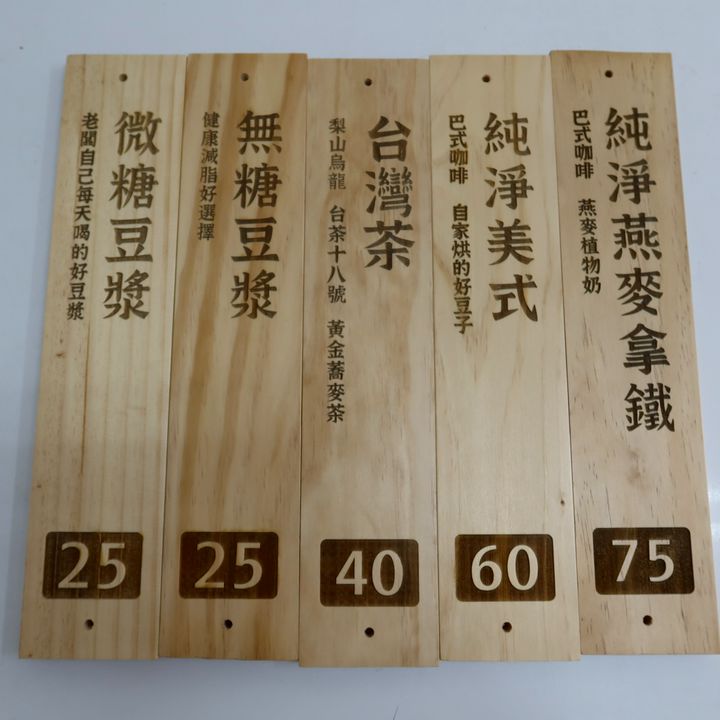 純淨燕麥拿鐵
巴式咖啡 燕麥植物奶
75
純淨美式
巴式咖啡 自家烘的好豆子
60
台灣茶
梨山烏龍 台茶十八號 黃金蕎麥茶
40
無糖豆漿
健康減脂好選擇
25
微糖豆漿
老闆自己每天喝的好豆漿
25